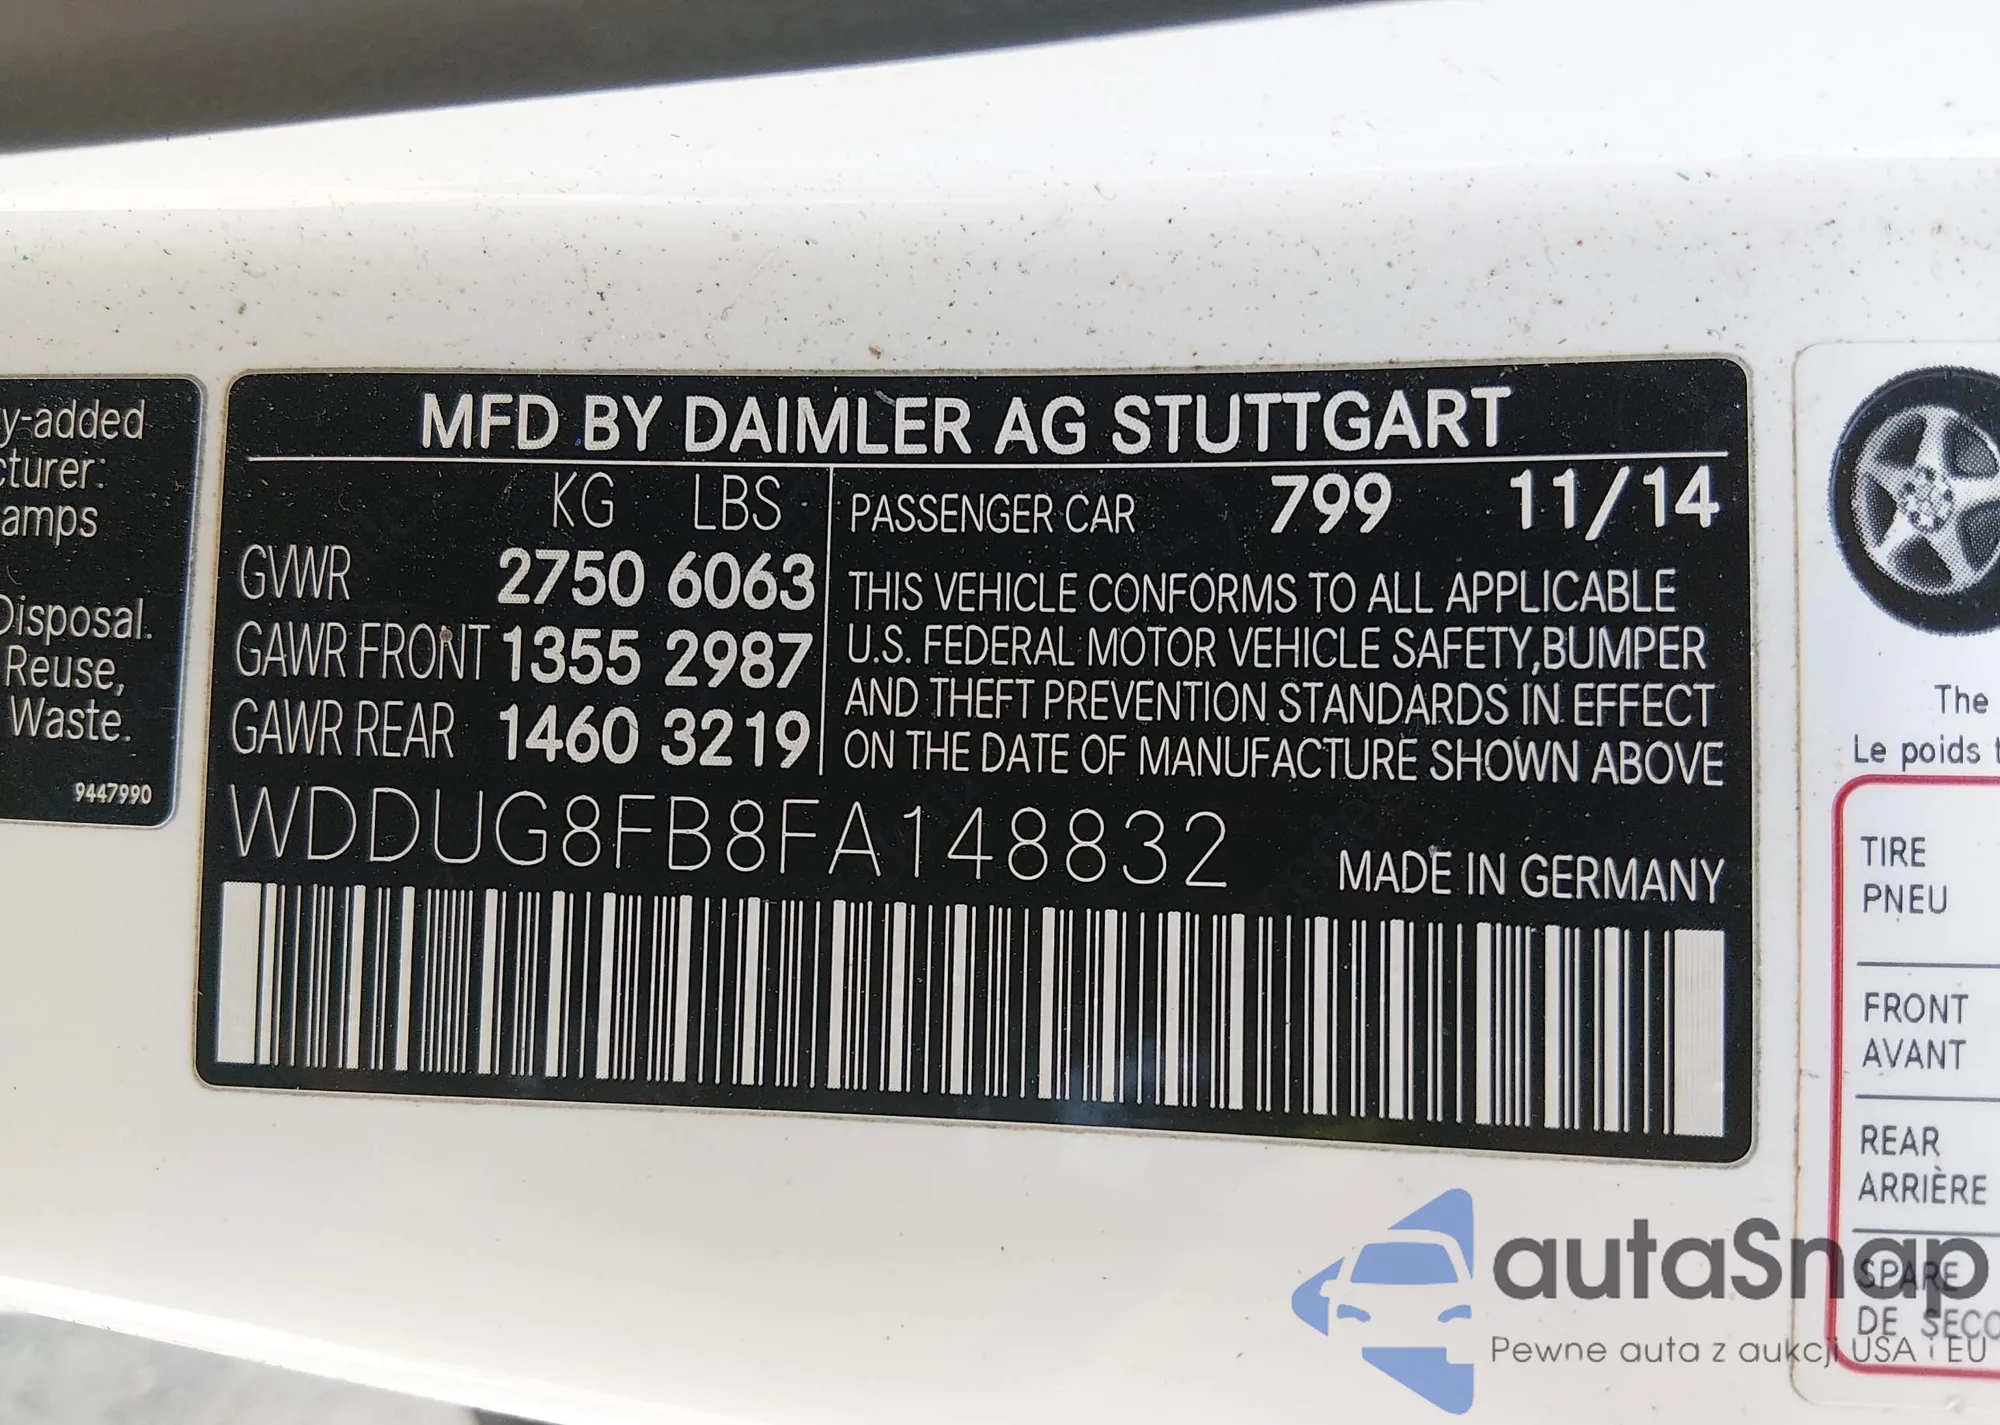 y-added
cturer:
amps
Disposal.
Reuse,
Waste.
9447990
MFD BY DAIMLER AG STUTTGART
KG LBS
GVWR 2750 6063
GAWR FRONT 1355 2987
GAWR REAR 1460 3219
PASSENGER CAR 799 11/14
THIS VEHICLE CONFORMS TO ALL APPLICABLE
U.S. FEDERAL MOTOR VEHICLE SAFETY,BUMPER
AND THEFT PREVENTION STANDARDS IN EFFECT
ON THE DATE OF MANUFACTURE SHOWN ABOVE
WDDUG8FB8FA148832
MADE IN GERMANY
The
Le poids t
TIRE
PNEU
FRONT
AVANT
REAR
ARRIÈRE
SPARE
DE SECO
autaSnap
Pewne auta z aukcji USA i EU